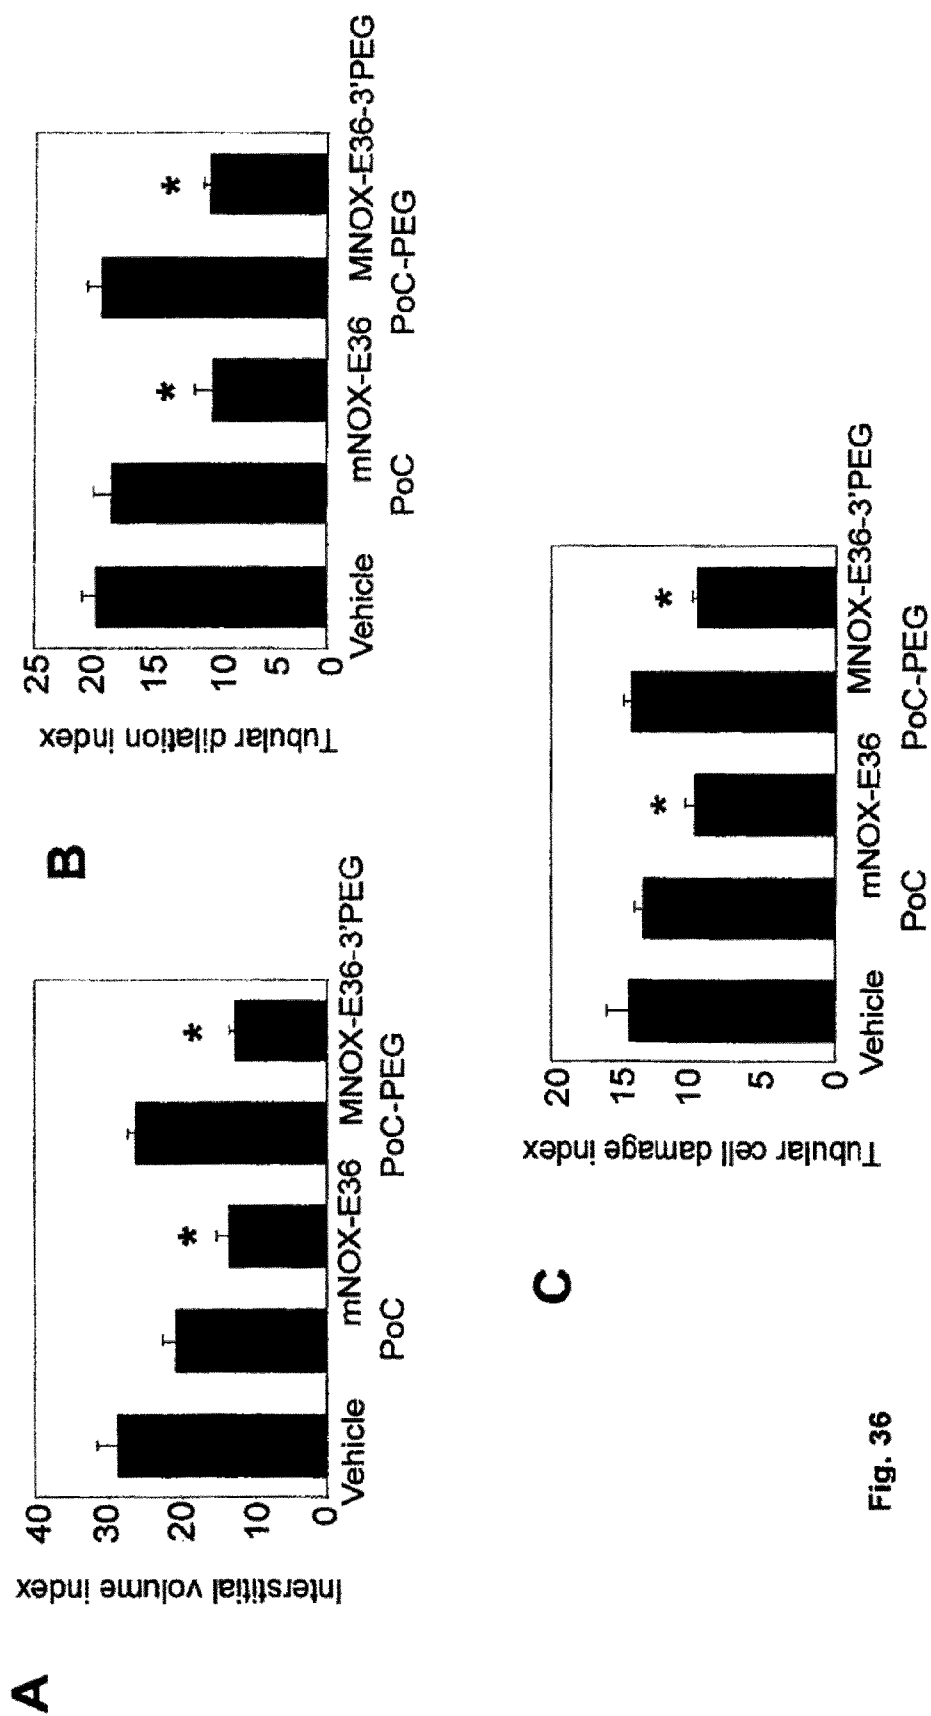 A
Interstitial volume index
40
30
20
10
0
Vehicle
PoC
mNOX-E36
PoC-PEG
MNOX-E36-3'PEG
*
*
B
Tubular dilation index
25
20
15
10
5
0
Vehicle
PoC
mNOX-E36
PoC-PEG
MNOX-E36-3'PEG
*
*
C
Tubular cell damage index
20
15
10
5
0
Vehicle
PoC
mNOX-E36
PoC-PEG
MNOX-E36-3'PEG
*
*
Fig. 36